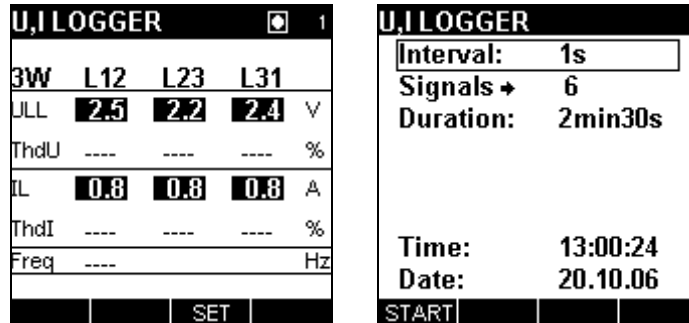 U,I LOGGER 1
3W L12 L23 L31
ULL 2.5 2.2 2.4 V
ThdU ---- ---- ---- %
IL 0.8 0.8 0.8 A
ThdI ---- ---- ---- %
Freq ---- Hz
SET
U,I LOGGER
Interval: 1s
Signals → 6
Duration: 2min30s
Time: 13:00:24
Date: 20.10.06
START